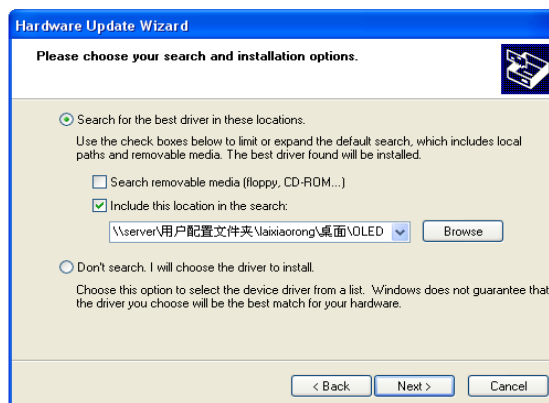 Hardware Update Wizard
Please choose your search and installation options.
Search for the best driver in these locations.
Use the check boxes below to limit or expand the default search, which includes local
paths and removable media. The best driver found will be installed.
Search removable media (floppy, CD-ROM...)
Include this location in the search:
\\server\用户配置文件夹\laixiaorong\桌面\OLED
Browse
Don't search. I will choose the driver to install.
Choose this option to select the device driver from a list. Windows does not guarantee that
the driver you choose will be the best match for your hardware.
< Back Next > Cancel